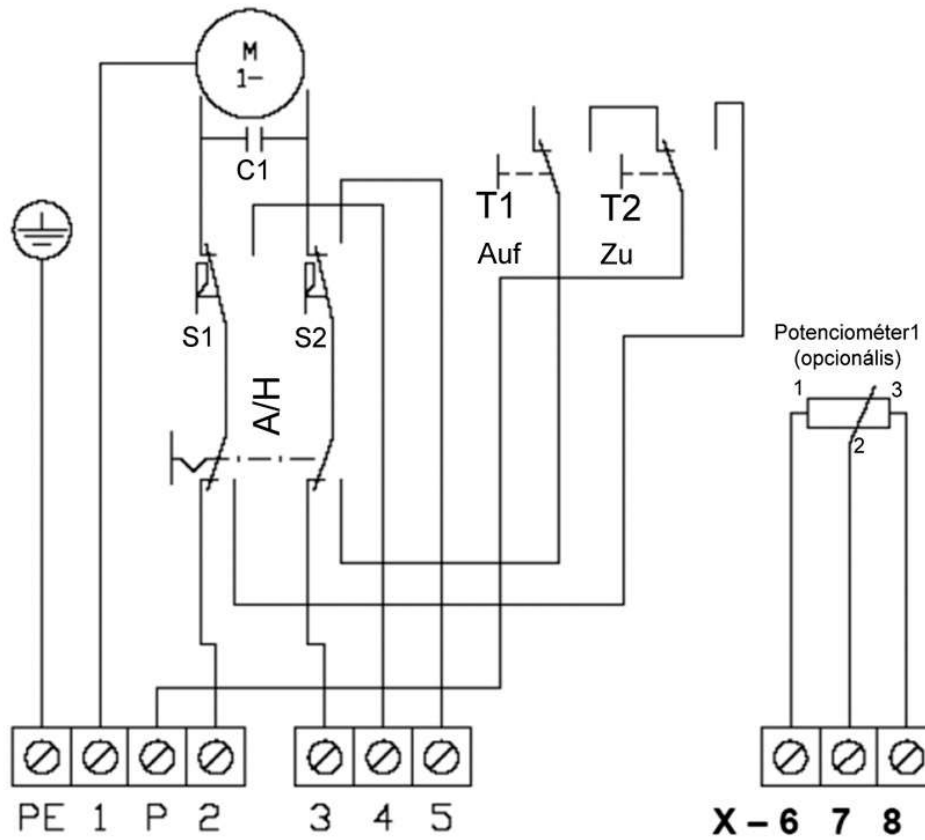 M
1~
C1
T1
T2
Auf
Zu
S1
S2
A/H
Potenciométer1
(opcionális)
1
3
2
PE 1 P 2 3 4 5 X – 6 7 8